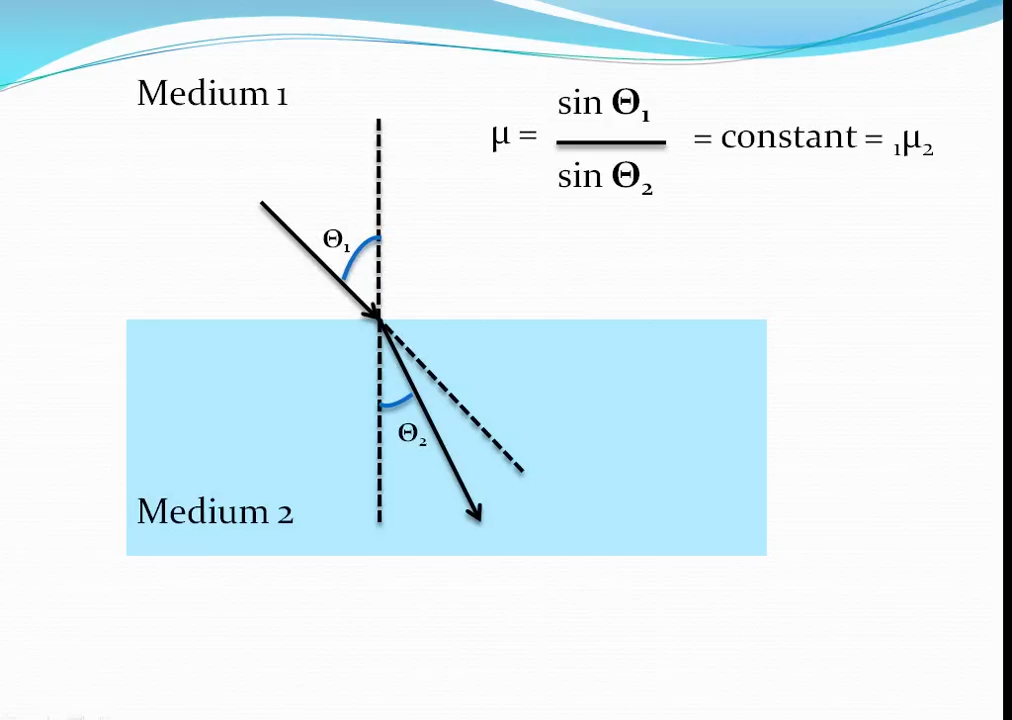 Medium 1
μ = sin Θ₁ / sin Θ₂ = constant = ₁μ₂
Θ₁
Θ₂
Medium 2